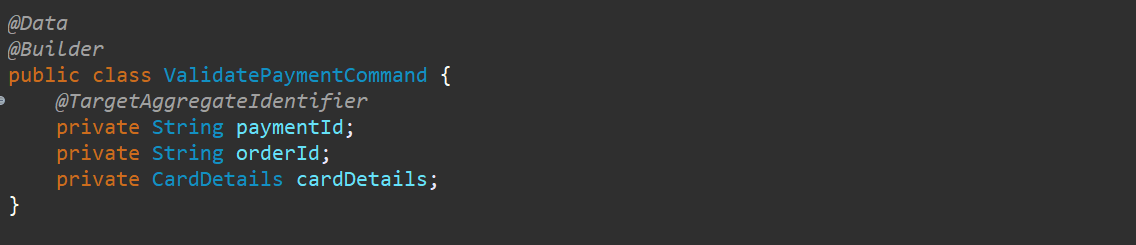 @Data
@Builder
public class ValidatePaymentCommand {
    @TargetAggregateIdentifier
    private String paymentId;
    private String orderId;
    private CardDetails cardDetails;
}